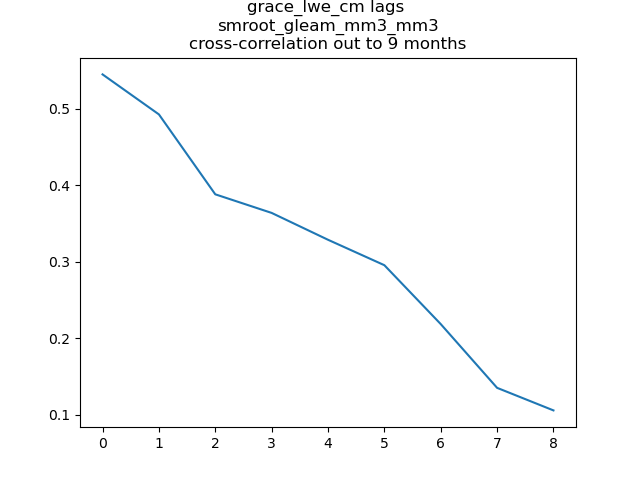 grace_lwe_cm lags
smroot_gleam_mm3_mm3
cross-correlation out to 9 months
0.5
0.4
0.3
0.2
0.1
0 1 2 3 4 5 6 7 8